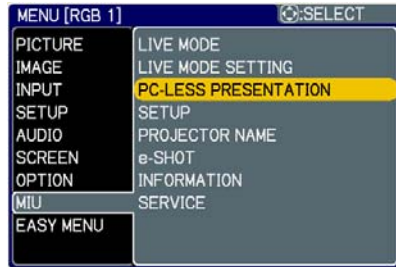 MENU [RGB 1] :SELECT
PICTURE
IMAGE
INPUT
SETUP
AUDIO
SCREEN
OPTION
MIU
EASY MENU
LIVE MODE
LIVE MODE SETTING
PC-LESS PRESENTATION
SETUP
PROJECTOR NAME
e-SHOT
INFORMATION
SERVICE